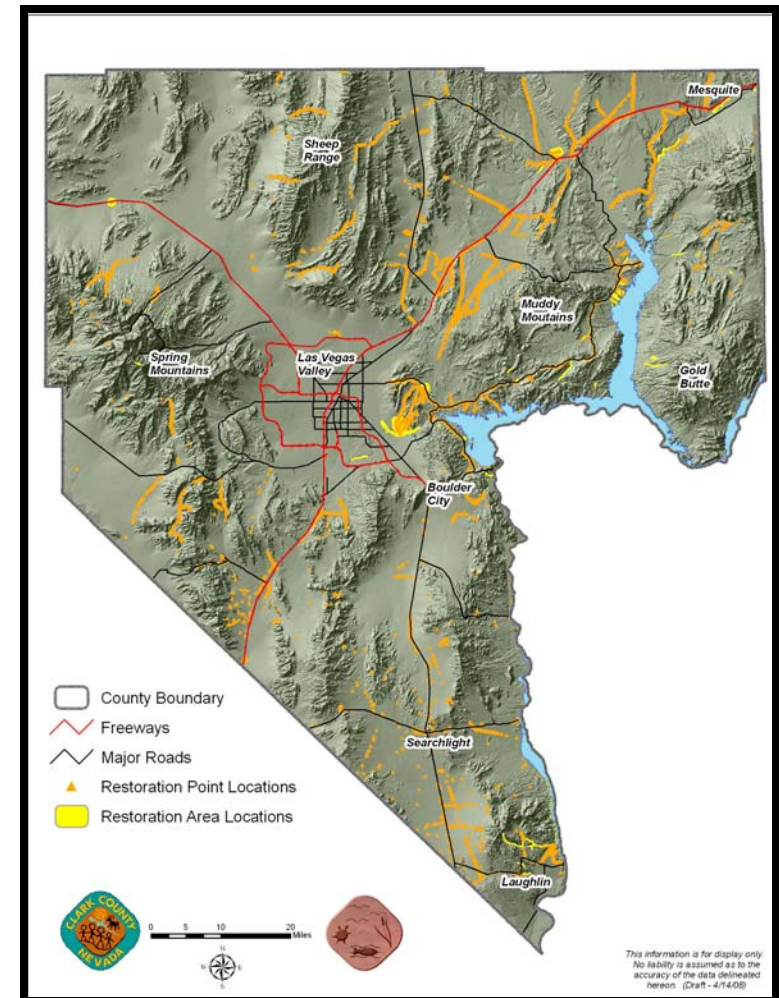 Mesquite
Sheep
Range
Muddy
Moutains
Spring
Mountains
Las Vegas
Valley
Gold
Butte
Boulder
City
County Boundary
Freeways
Major Roads
Searchlight
Restoration Point Locations
Restoration Area Locations
Laughlin
CLARK COUNTY
NEVADA
0 5 10 20
Miles
N
W E
S
This information is for display only.
No liability is assumed as to the
accuracy of the data delineated
hereon. (Draft - 4/14/08)